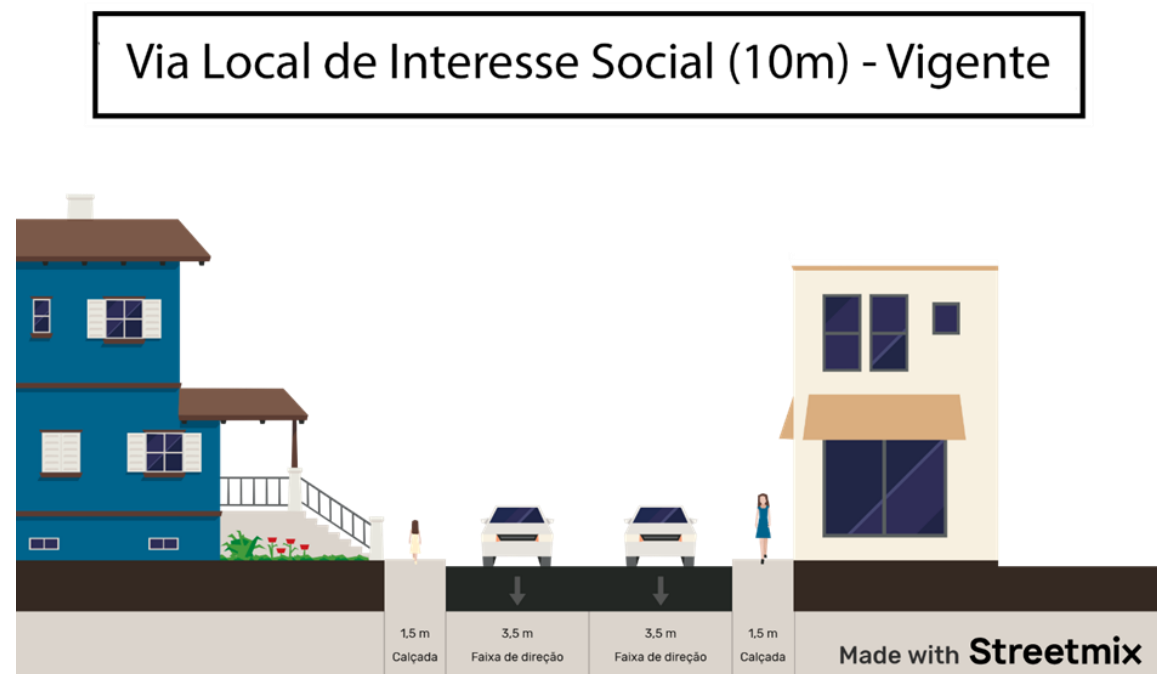 Via Local de Interesse Social (10m) - Vigente
1,5 m
Calçada
3,5 m
Faixa de direção
3,5 m
Faixa de direção
1,5 m
Calçada
Made with Streetmix